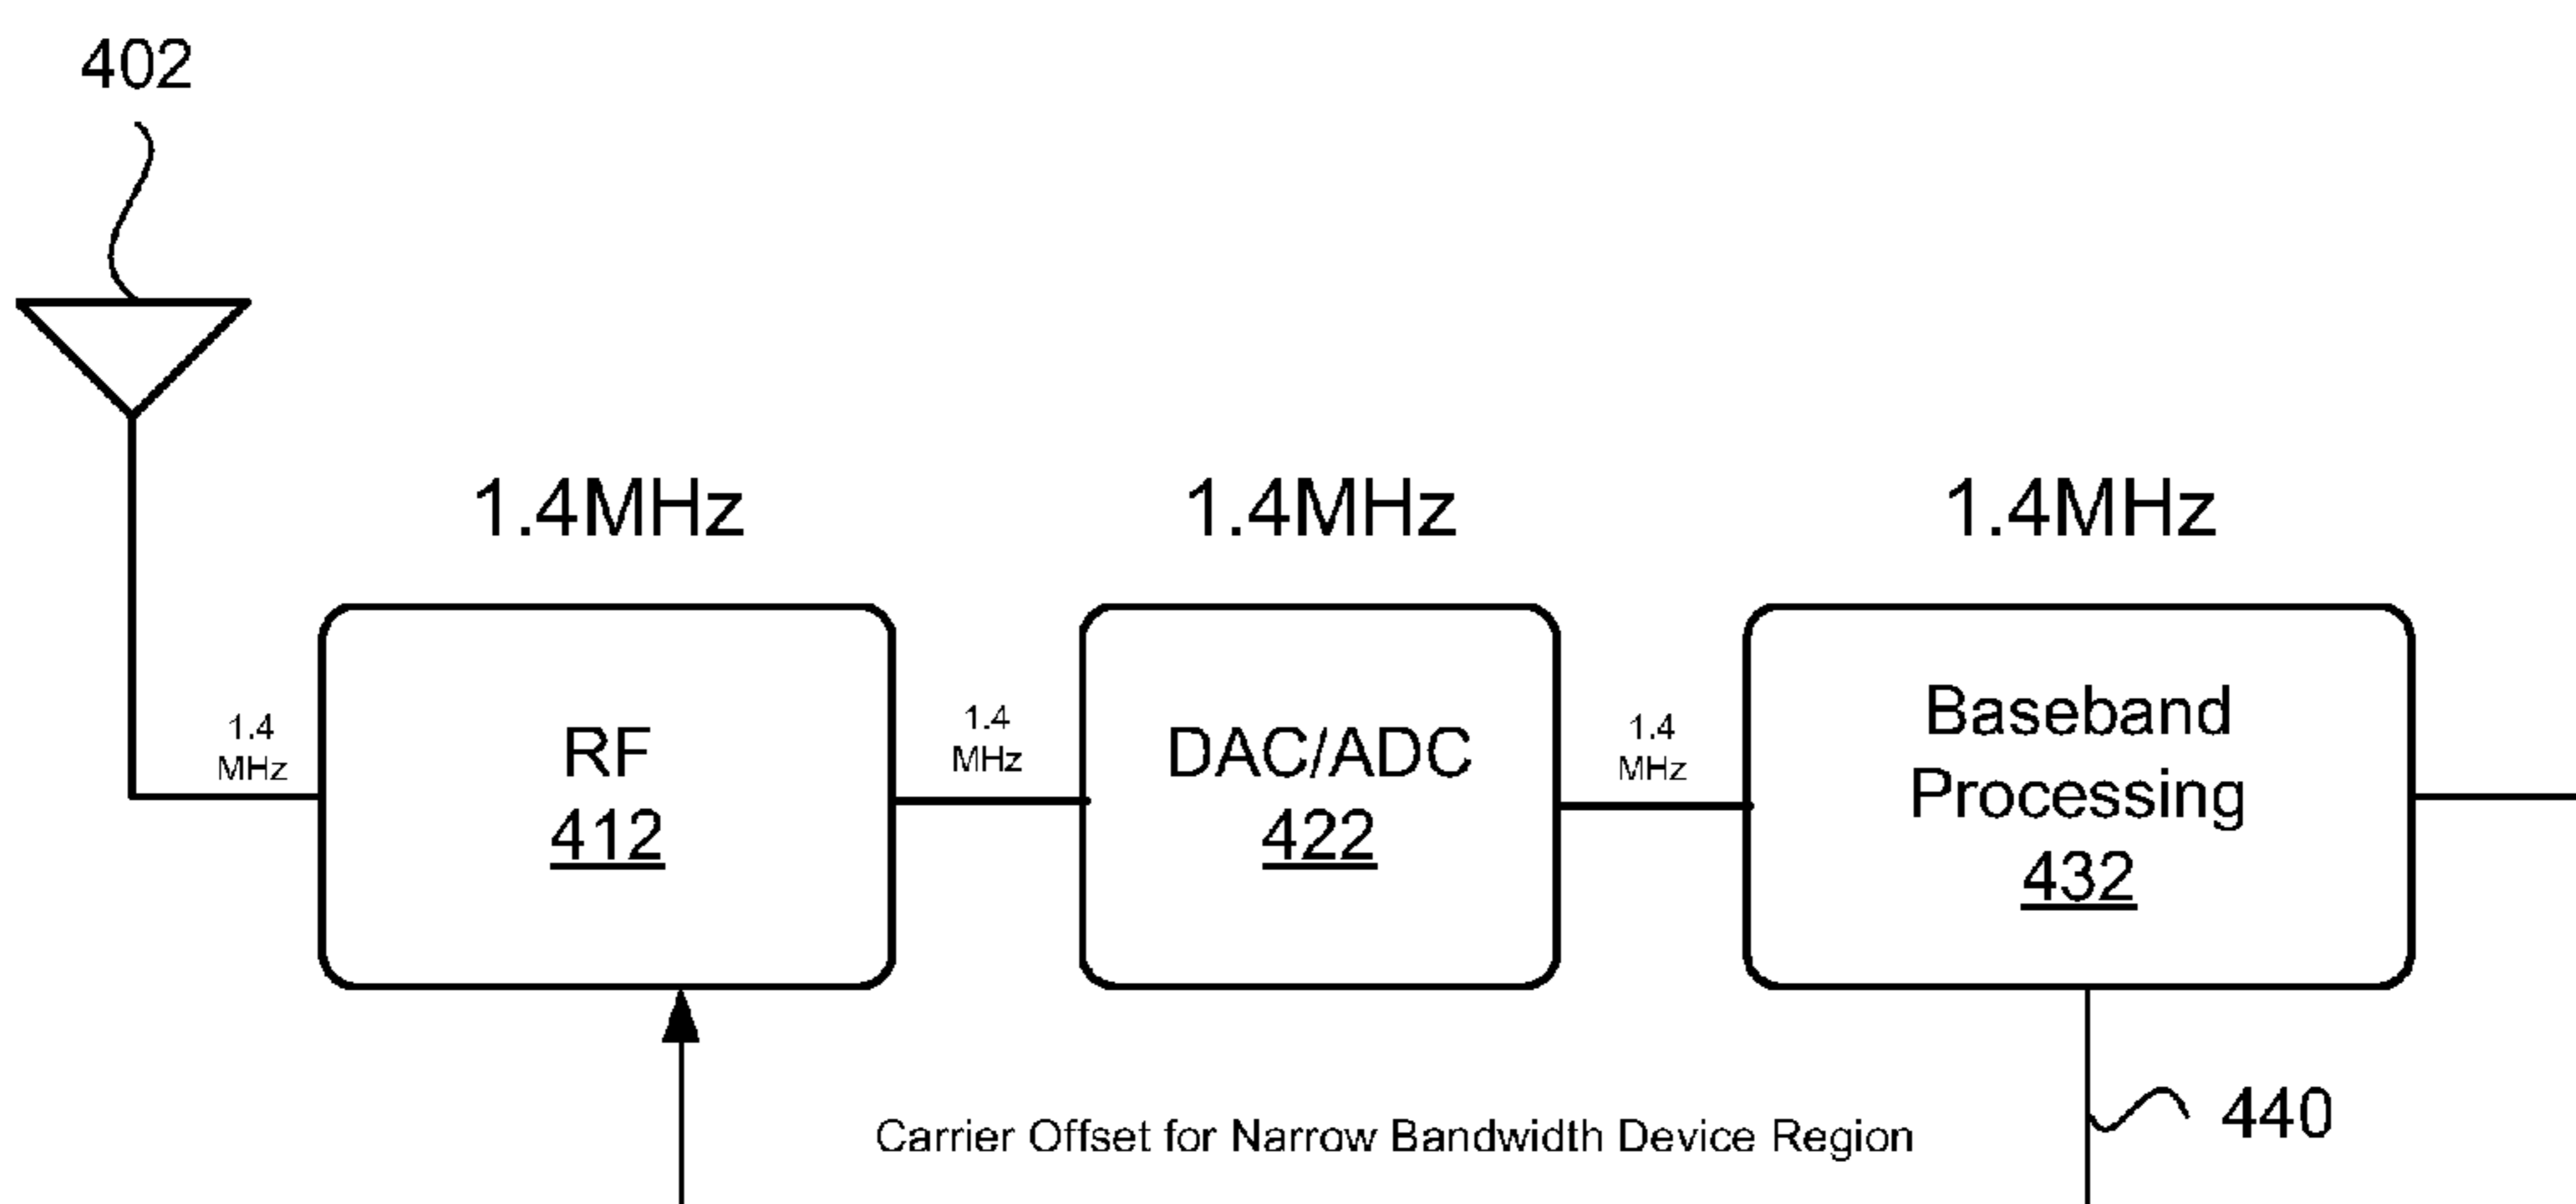 402
1.4MHz
1.4MHz
1.4MHz
1.4
MHz
RF
412
1.4
MHz
DAC/ADC
422
1.4
MHz
Baseband
Processing
432
Carrier Offset for Narrow Bandwidth Device Region
440